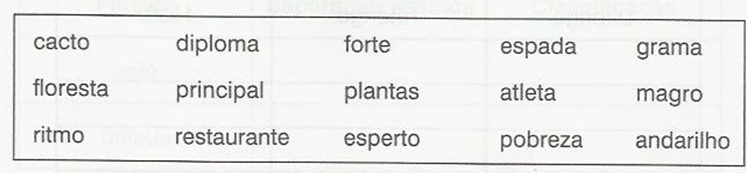 cacto diploma forte espada grama
floresta principal plantas atleta magro
ritmo restaurante esperto pobreza andarilho